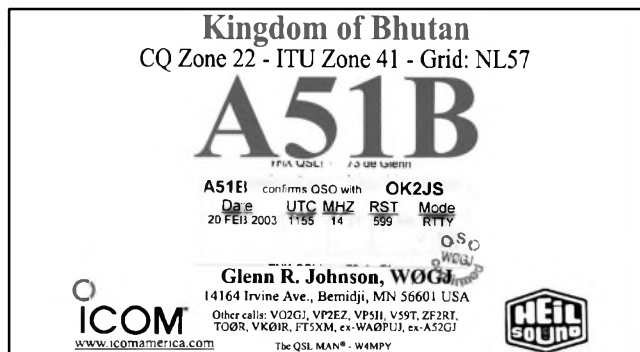 Kingdom of Bhutan
CQ Zone 22 - ITU Zone 41 - Grid: NL57
A51B
TNX QSL! 73 de Glenn
A51B confirms QSO with OK2JS
Date UTC MHZ RST Mode
20 FEB 2003 1155 14 599 RTTY
QSO
WØGJ
Glenn R. Johnson, WØGJ
14164 Irvine Ave., Bemidji, MN 56601 USA
Other calls: VO2GJ, VP2EZ, VP5JI, V59T, ZF2RT,
TOØR, VKØIR, FT5XM, ex-WAØPUJ, ex-A52GJ
The QSL MAN® - W4MPY
ICOM
www.icomamerica.com
HEiL
SOUND